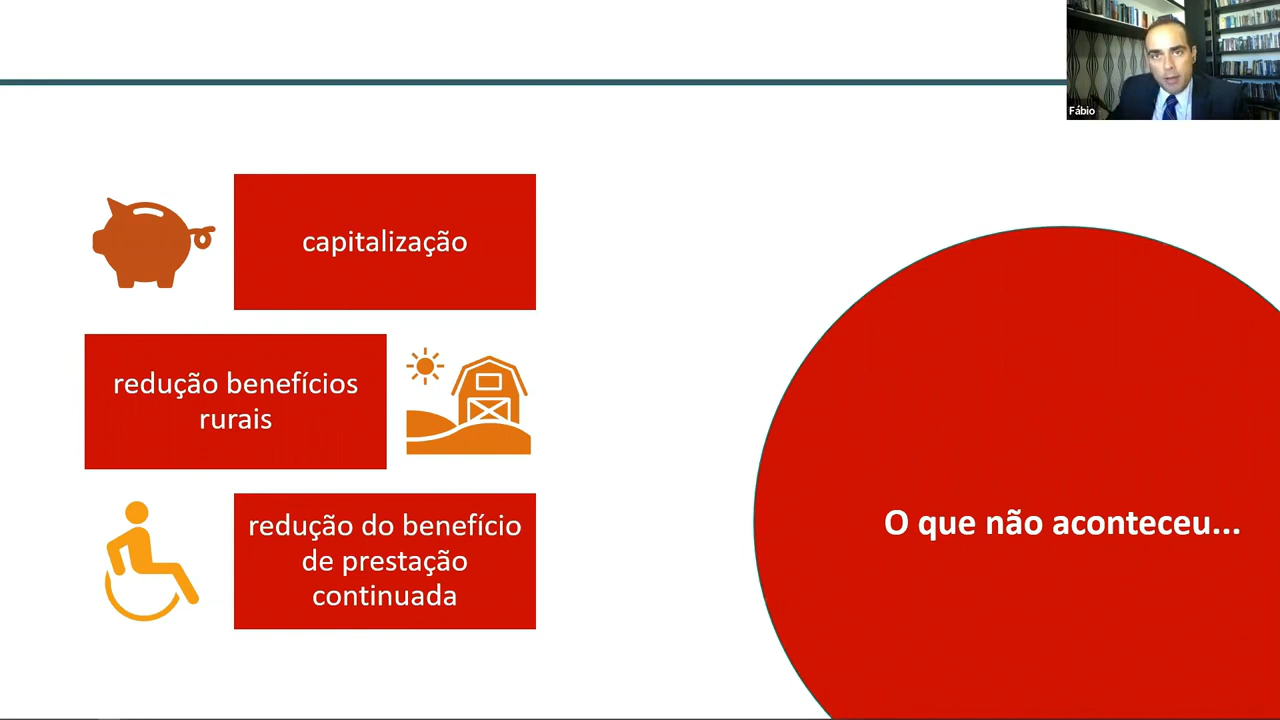 Fábio
capitalização
redução benefícios
rurais
redução do benefício
de prestação
continuada
O que não aconteceu...